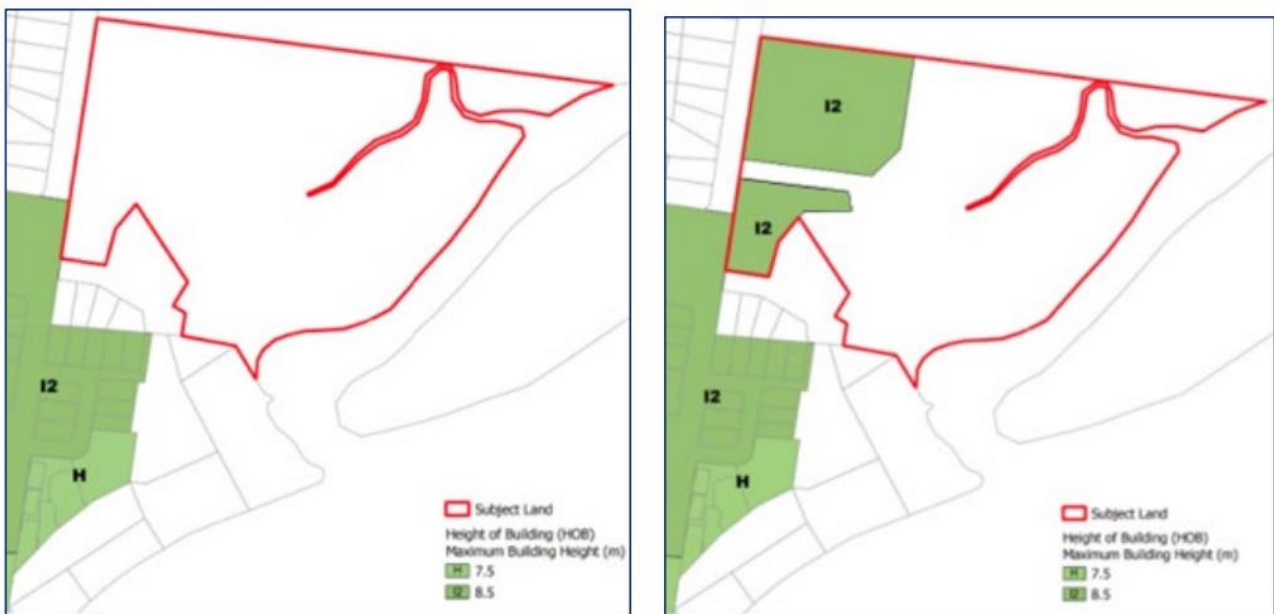 I2
H
Subject Land
Height of Building (HOB)
Maximum Building Height (m)
H 7.5
I2 8.5
I2
I2
I2
H
Subject Land
Height of Building (HOB)
Maximum Building Height (m)
H 7.5
I2 8.5